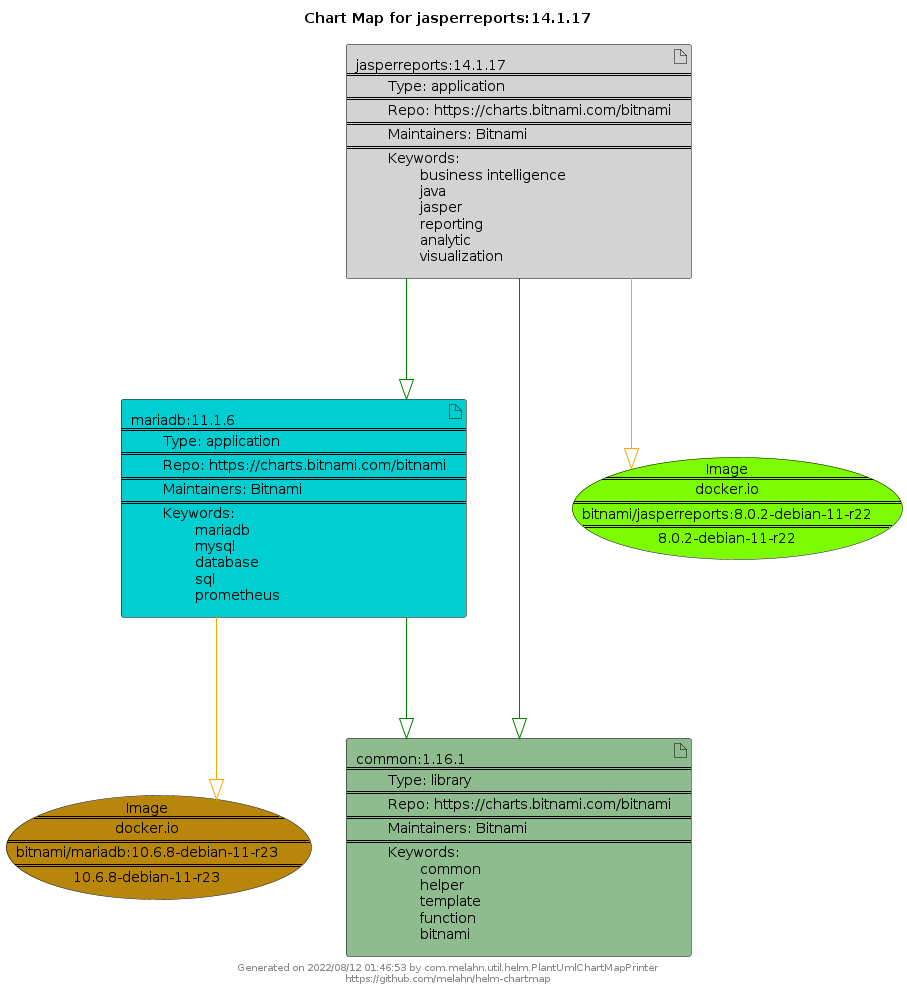 Chart Map for jasperreports:14.1.17
jasperreports:14.1.17
Type: application
Repo: https://charts.bitnami.com/bitnami
Maintainers: Bitnami
Keywords:
business intelligence
java
jasper
reporting
analytic
visualization
mariadb:11.1.6
Type: application
Repo: https://charts.bitnami.com/bitnami
Maintainers: Bitnami
Keywords:
mariadb
mysql
database
sql
prometheus
Image
docker.io
bitnami/jasperreports:8.0.2-debian-11-r22
8.0.2-debian-11-r22
common:1.16.1
Type: library
Repo: https://charts.bitnami.com/bitnami
Maintainers: Bitnami
Keywords:
common
helper
template
function
bitnami
Image
docker.io
bitnami/mariadb:10.6.8-debian-11-r23
10.6.8-debian-11-r23
Generated on 2022/08/12 01:46:53 by com.melahn.util.helm.PlantUmlChartMapPrinter
https://github.com/melahn/helm-chartmap